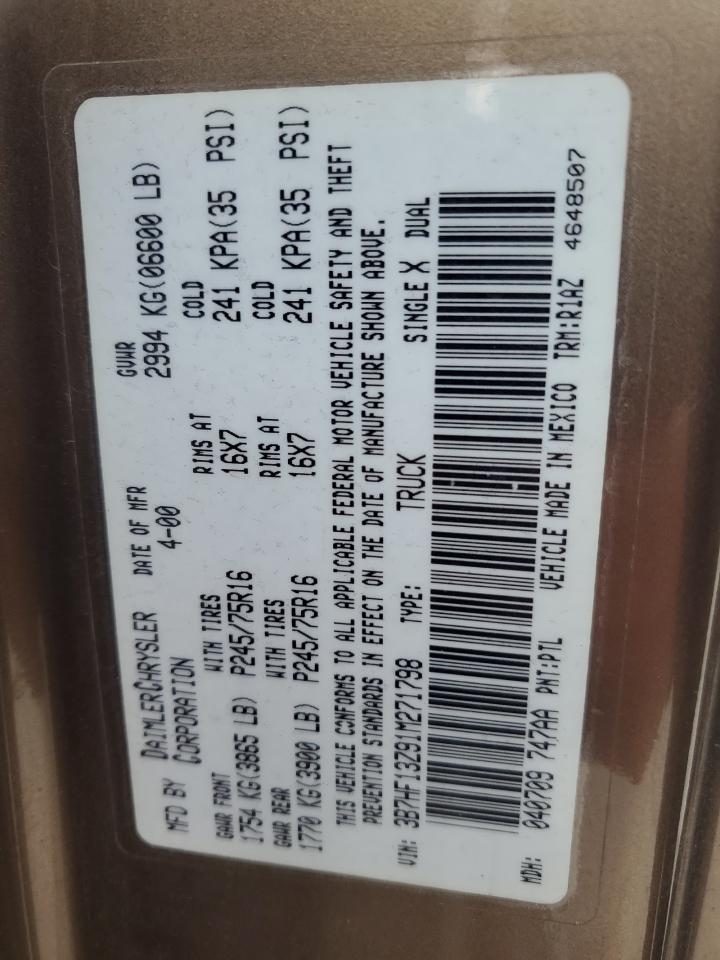 MFD BY DAIMLERCHRYSLER CORPORATION DATE OF MFR 4-00 GVWR 2994 KG(06600 LB)
GAWR FRONT WITH TIRES RIMS AT COLD
1754 KG(3865 LB) P245/75R16 16X7 241 KPA(35 PSI)
GAWR REAR WITH TIRES RIMS AT COLD
1770 KG(3900 LB) P245/75R16 16X7 241 KPA(35 PSI)
THIS VEHICLE CONFORMS TO ALL APPLICABLE FEDERAL MOTOR VEHICLE SAFETY AND THEFT
PREVENTION STANDARDS IN EFFECT ON THE DATE OF MANUFACTURE SHOWN ABOVE.
VIN: 3B7HF13Z91M271798 TYPE: TRUCK SINGLE X DUAL
MDH: 040709 747AA PNT:PTL VEHICLE MADE IN MEXICO TRM:R1AZ 4648507